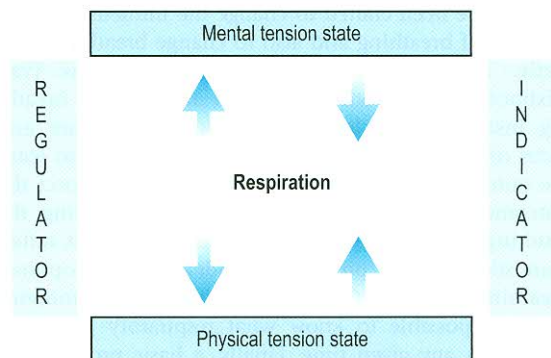 Mental tension state
REGULATOR
Respiration
INDICATOR
Physical tension state